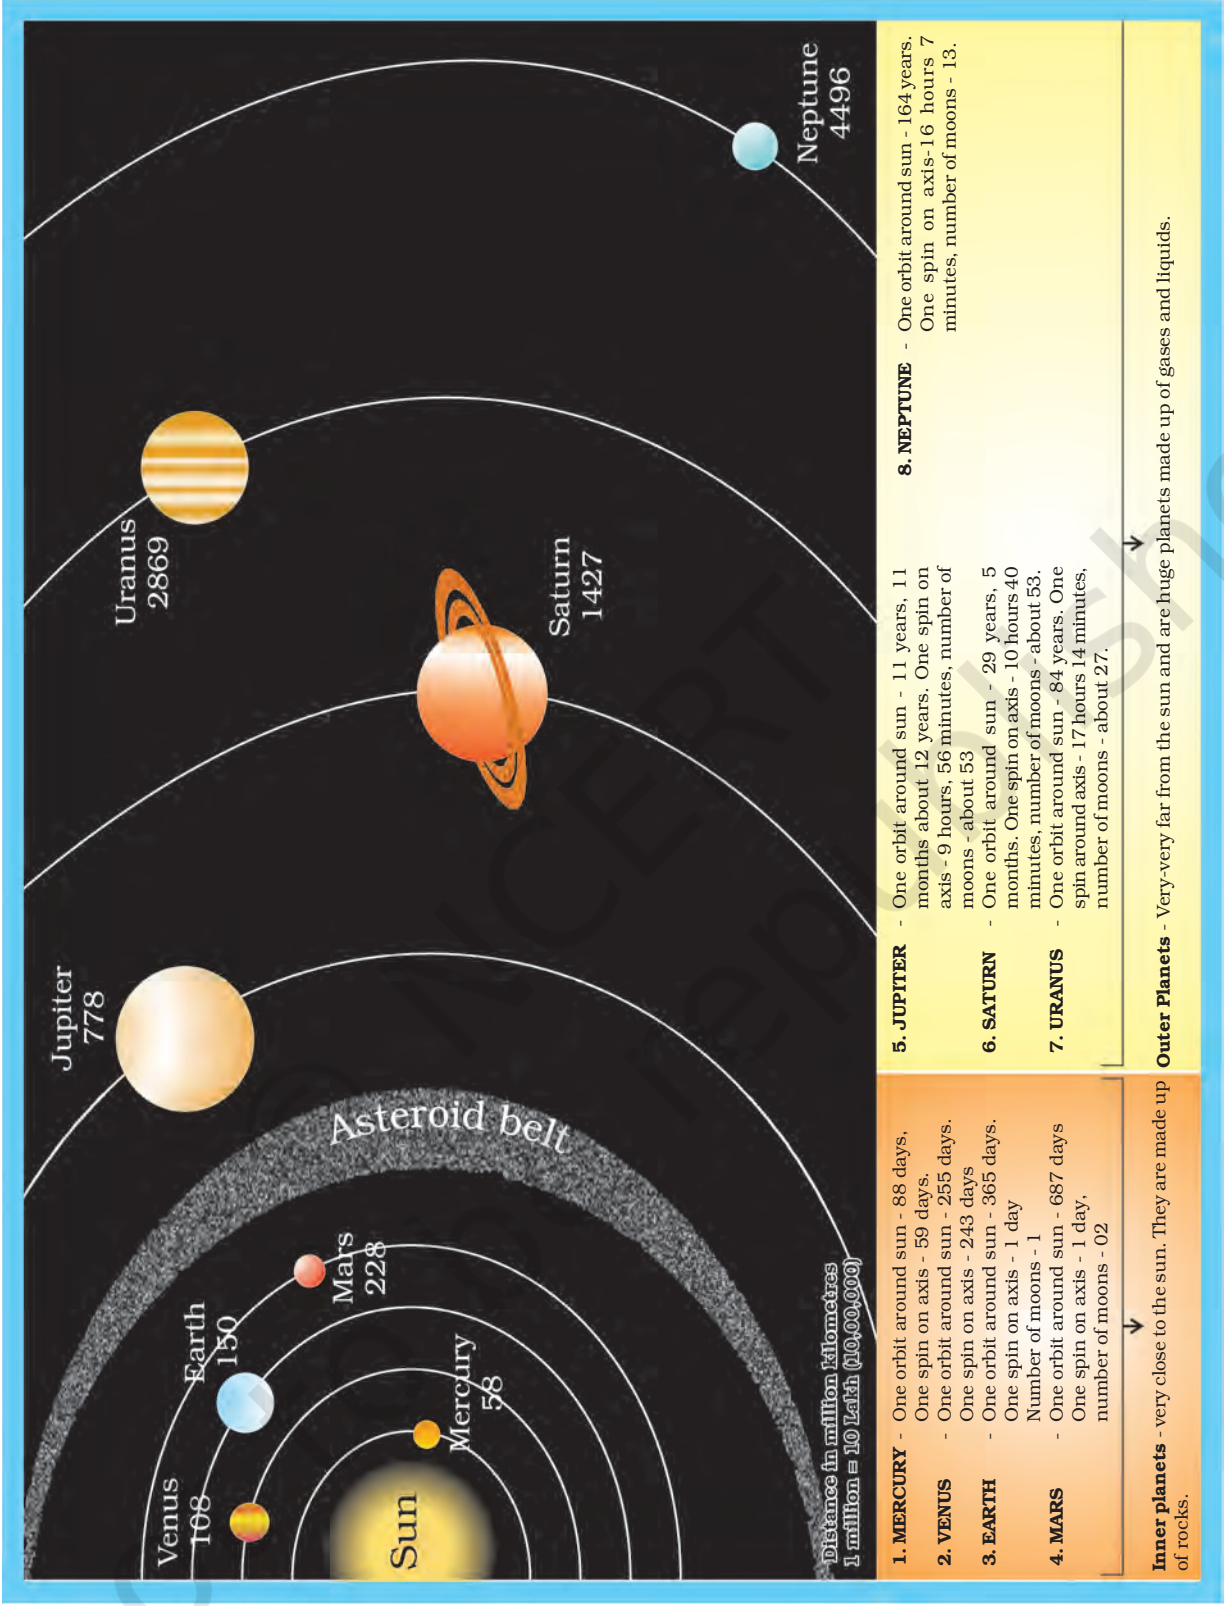 Neptune
4496
Uranus
2869
Saturn
1427
Jupiter
778
Asteroid belt
Mars
228
Earth
150
Mercury
58
Venus
108
Sun
Distance in million kilometres
1 million = 10 Lakh (10,00,000)
1. MERCURY - One orbit around sun - 88 days,
One spin on axis - 59 days.
2. VENUS - One orbit around sun - 255 days.
One spin on axis - 243 days
3. EARTH - One orbit around sun - 365 days.
One spin on axis - 1 day
Number of moons - 1
4. MARS - One orbit around sun - 687 days
One spin on axis - 1 day,
number of moons - 02
Inner planets - very close to the sun. They are made up
of rocks.
5. JUPITER - One orbit around sun - 11 years, 11
months about 12 years. One spin on
axis - 9 hours, 56 minutes, number of
moons - about 53
6. SATURN - One orbit around sun - 29 years, 5
months. One spin on axis - 10 hours 40
minutes, number of moons - about 53.
7. URANUS - One orbit around sun - 84 years. One
spin around axis - 17 hours 14 minutes,
number of moons - about 27.
8. NEPTUNE - One orbit around sun - 164 years.
One spin on axis-16 hours 7
minutes, number of moons - 13.
Outer Planets - Very-very far from the sun and are huge planets made up of gases and liquids.
© NCERT
republishe